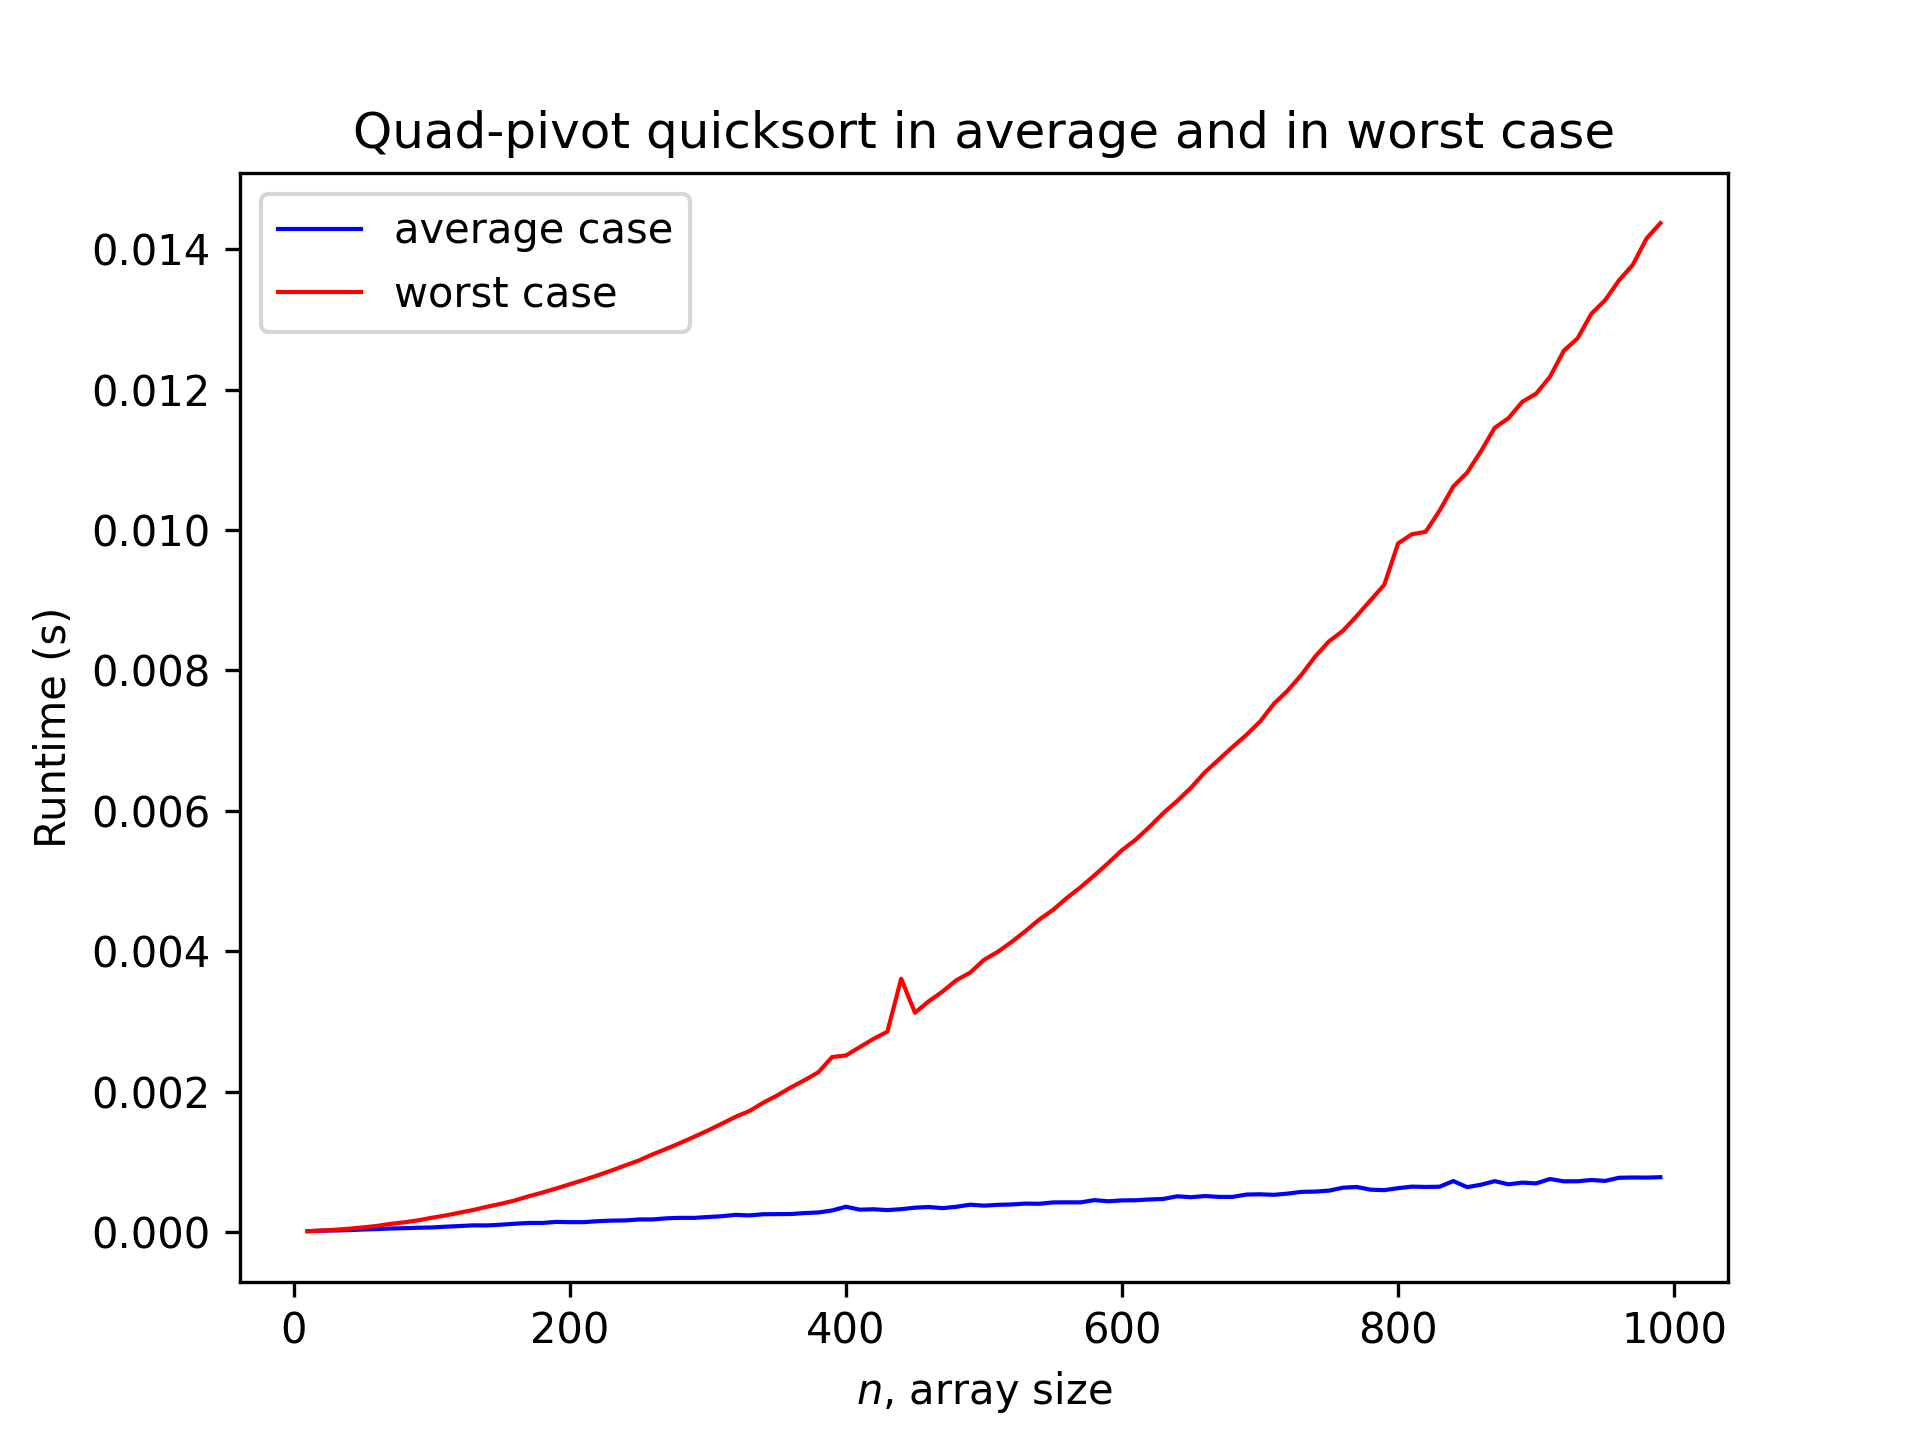 Quad-pivot quicksort in average and in worst case
average case
worst case
Runtime (s)
0.014
0.012
0.010
0.008
0.006
0.004
0.002
0.000
0 200 400 600 800 1000
n, array size